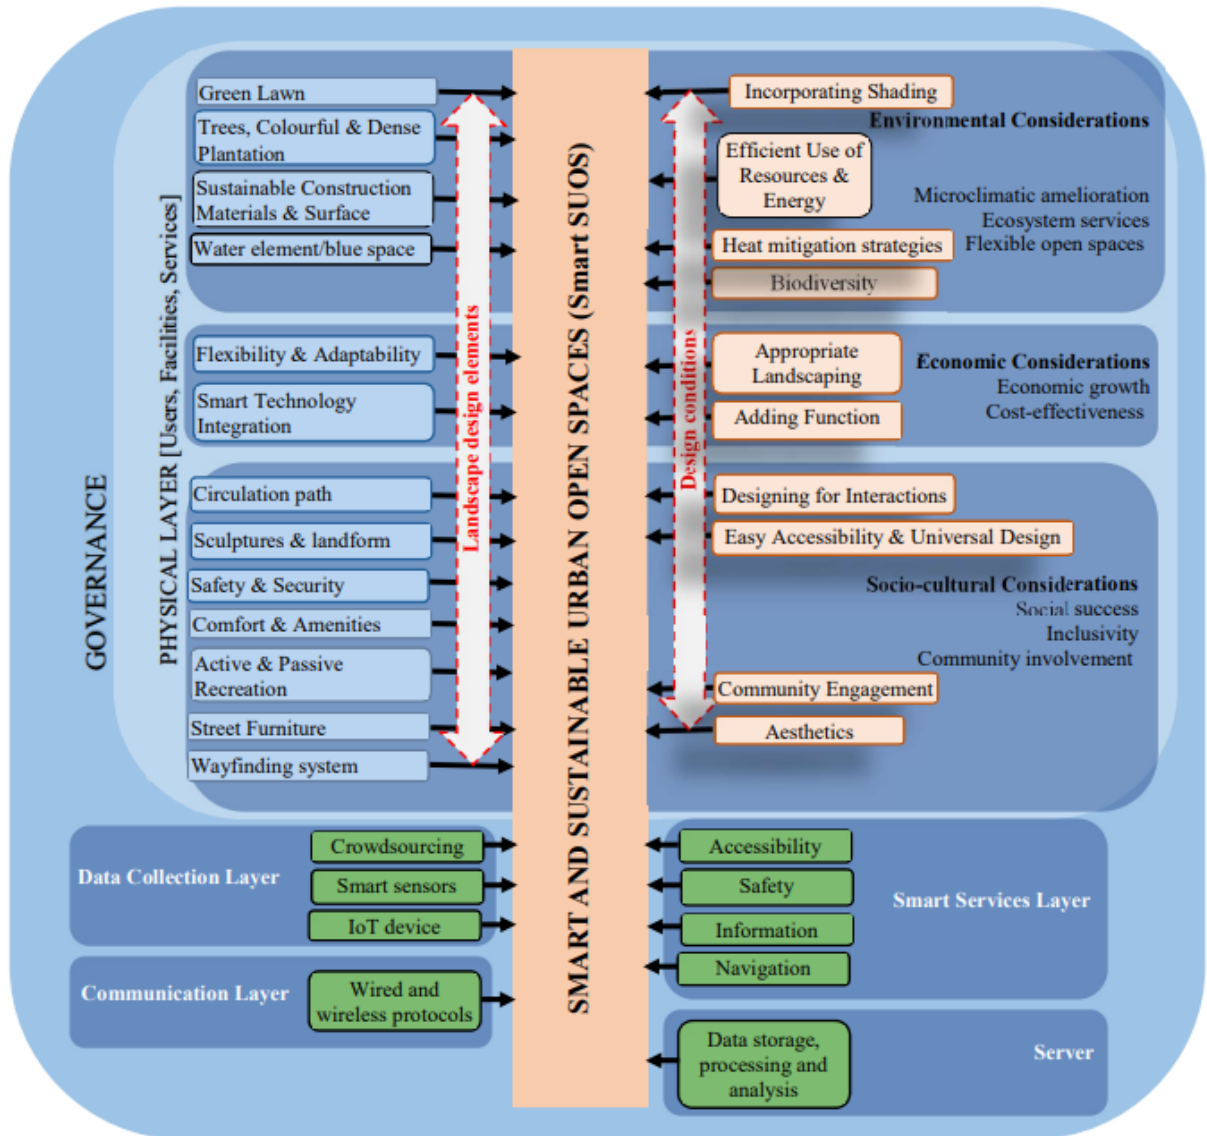 GOVERNANCE
PHYSICAL LAYER [Users, Facilities, Services]
Green Lawn
Trees, Colourful & Dense
Plantation
Sustainable Construction
Materials & Surface
Water element/blue space
Flexibility & Adaptability
Smart Technology
Integration
Circulation path
Sculptures & landform
Safety & Security
Comfort & Amenities
Active & Passive
Recreation
Street Furniture
Wayfinding system
Landscape design elements
SMART AND SUSTAINABLE URBAN OPEN SPACES (Smart SUOS)
Design conditions
Incorporating Shading
Environmental Considerations
Efficient Use of
Resources &
Energy
Microclimatic amelioration
Ecosystem services
Flexible open spaces
Heat mitigation strategies
Biodiversity
Appropriate
Landscaping
Economic Considerations
Economic growth
Cost-effectiveness
Adding Function
Designing for Interactions
Easy Accessibility & Universal Design
Socio-cultural Considerations
Social success
Inclusivity
Community involvement
Community Engagement
Aesthetics
Data Collection Layer
Crowdsourcing
Smart sensors
IoT device
Communication Layer
Wired and
wireless protocols
Accessibility
Safety
Information
Navigation
Smart Services Layer
Data storage,
processing and
analysis
Server